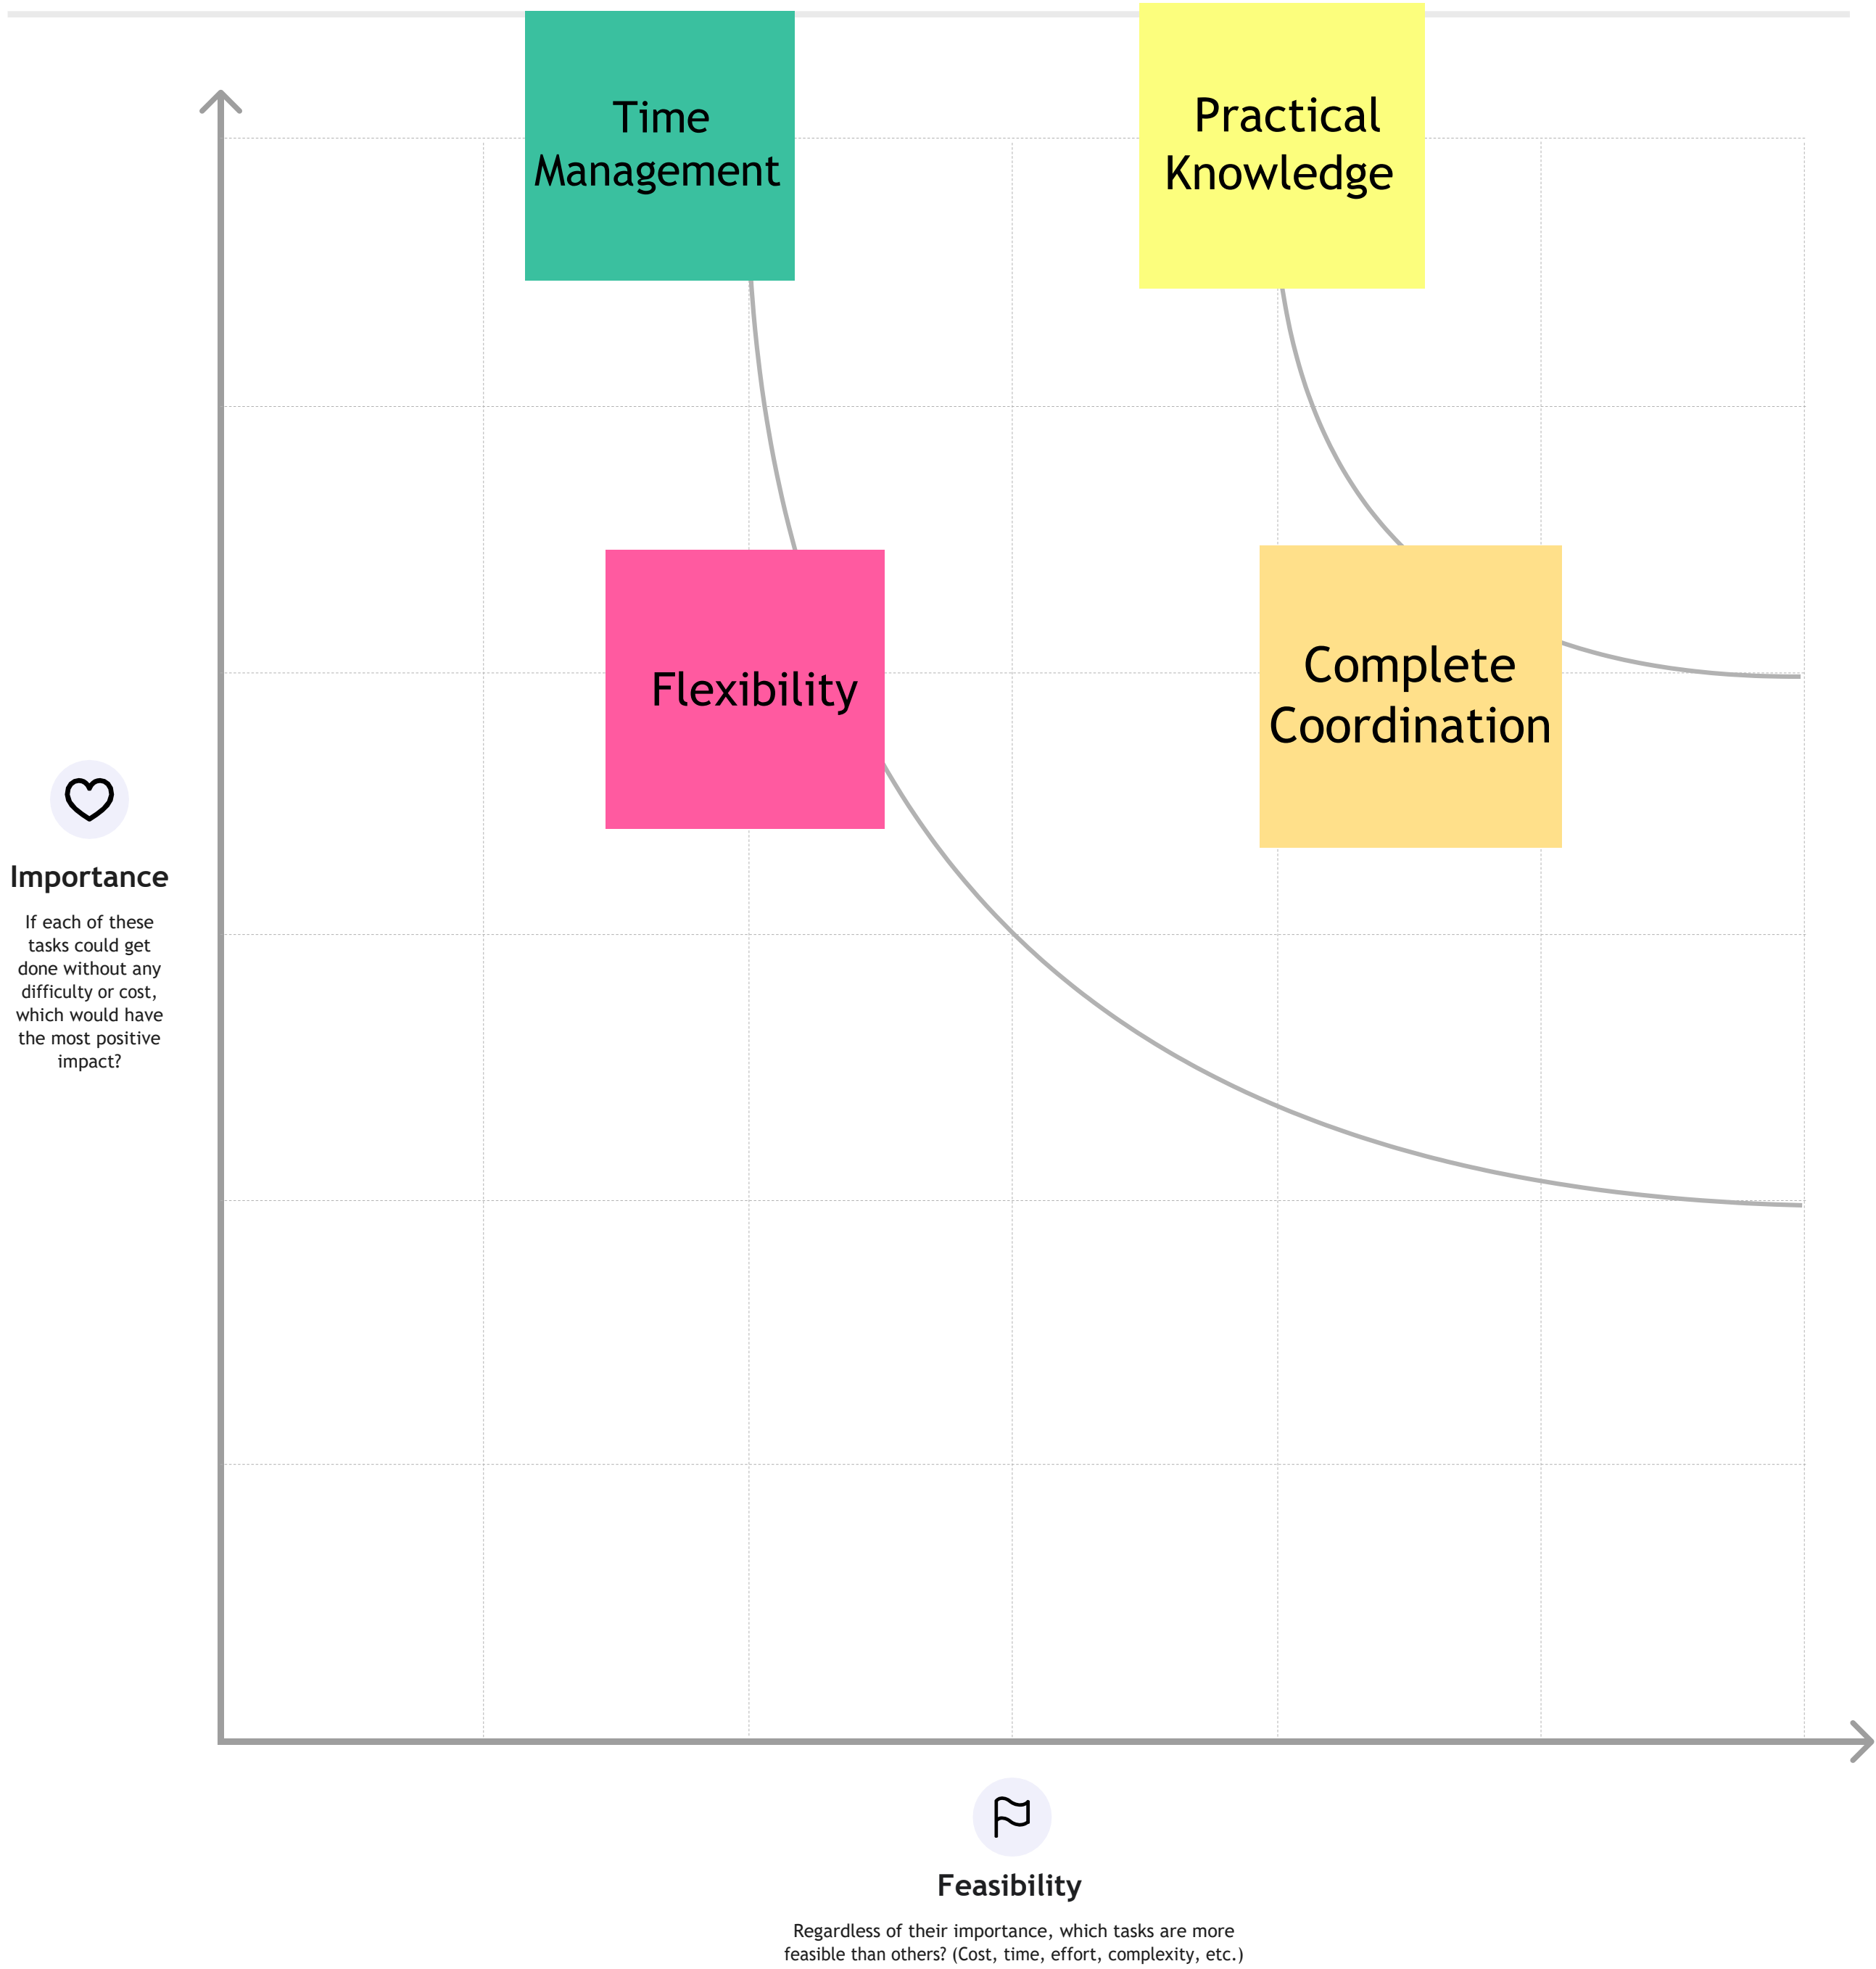 Time
Management
Practical
Knowledge
Flexibility
Complete
Coordination
Importance
If each of these
tasks could get
done without any
difficulty or cost,
which would have
the most positive
impact?
Feasibility
Regardless of their importance, which tasks are more
feasible than others? (Cost, time, effort, complexity, etc.)